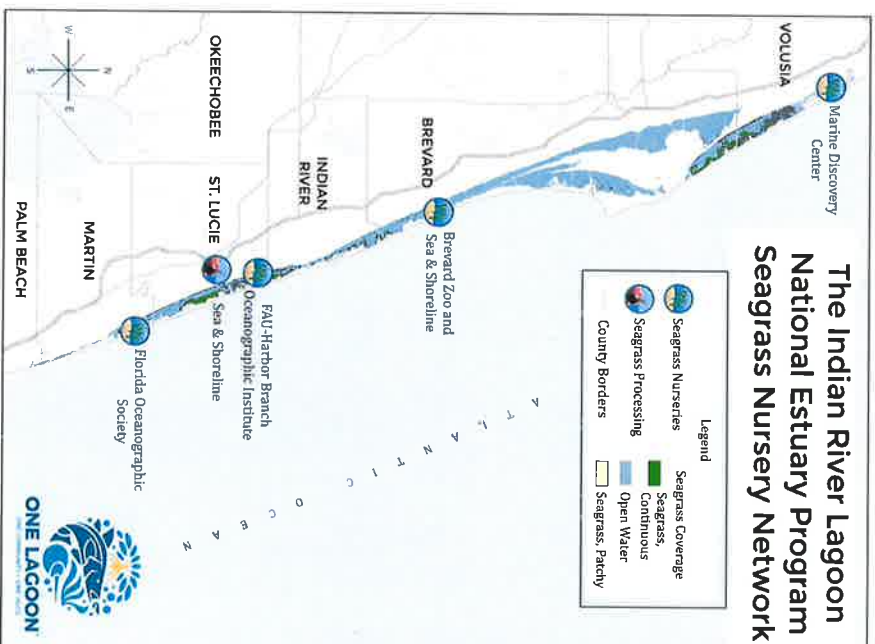 The Indian River Lagoon
National Estuary Program
Seagrass Nursery Network
Legend
Seagrass Nurseries
Seagrass Processing
County Borders
Seagrass Coverage
Seagrass,
Continuous
Open Water
Seagrass, Patchy
Marine Discovery
Center
VOLUSIA
BREVARD
Brevard Zoo and
Sea & Shoreline
INDIAN
RIVER
FAU-Harbor Branch
Oceanographic Institute
OKEECHOBEE
ST. LUCIE
Sea & Shoreline
Florida Oceanographic
Society
MARTIN
PALM BEACH
ATLANTIC OCEAN
N
W
E
S
ONE LAGOON